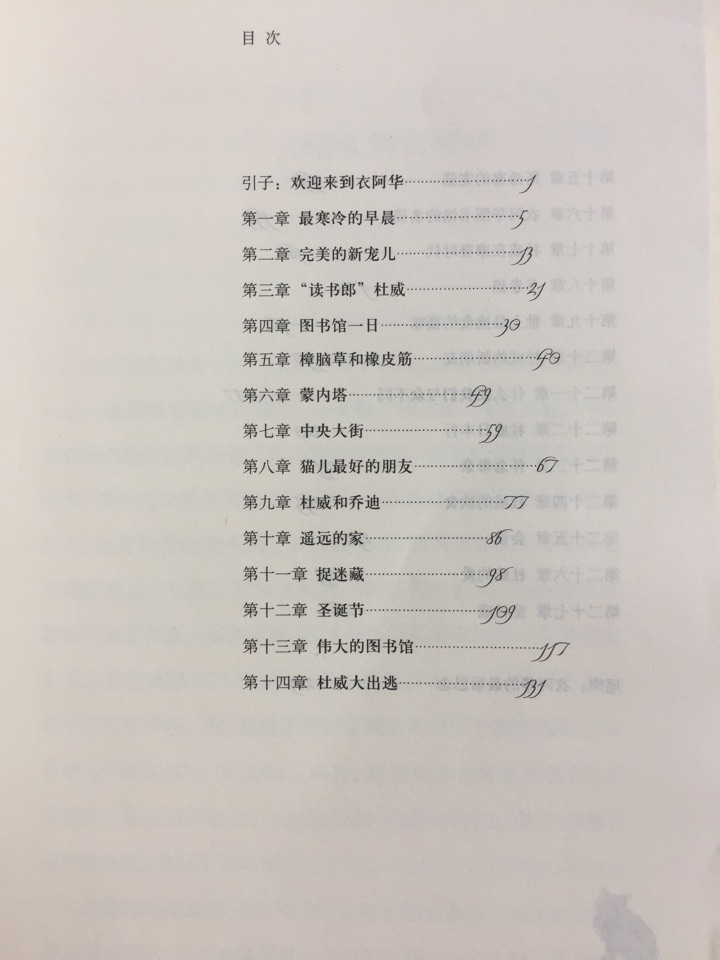 目 次
引子：欢迎来到衣阿华……………………1
第一章 最寒冷的早晨……………………5
第二章 完美的新宠儿……………………13
第三章 “读书郎”杜威……………………21
第四章 图书馆一日……………………30
第五章 樟脑草和橡皮筋……………………40
第六章 蒙内塔……………………49
第七章 中央大街……………………59
第八章 猫儿最好的朋友……………………67
第九章 杜威和乔迪……………………77
第十章 遥远的家……………………86
第十一章 捉迷藏……………………98
第十二章 圣诞节……………………109
第十三章 伟大的图书馆……………………117
第十四章 杜威大出逃……………………131